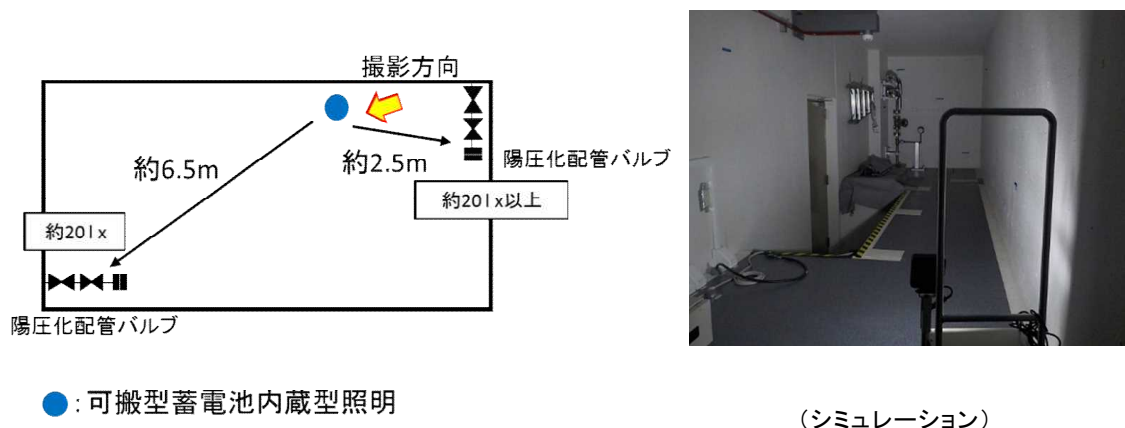 撮影方向
約6.5m
約2.5m
陽圧化配管バルブ
約20lx以上
約20lx
陽圧化配管バルブ
：可搬型蓄電池内蔵型照明
（シミュレーション）